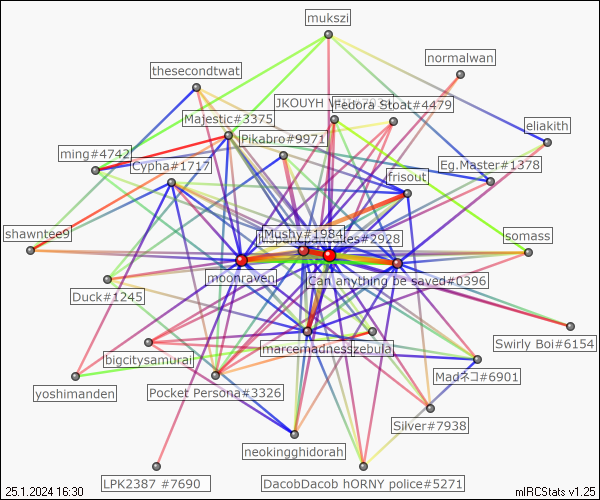 mukszi
normalwan
thesecondtwat
JKOUYH
Fedora Stoat#4479
Majestic#3375
Pikabro#9971
eliakith
ming#4742
Cypha#1717
Eg.Master#1378
frisout
shawntee9
Mushy#1984
#2928
somass
moonraven
Can anything be saved#0396
Duck#1245
Swirly Boi#6154
marcemadness
zebula
bigcitysamurai
Madネコ#6901
yoshimanden
Pocket Persona#3326
Silver#7938
neokingghidorah
LPK2387 #7690
DacobDacob hORNY police#5271
25.1.2024 16:30
mIRCStats v1.25